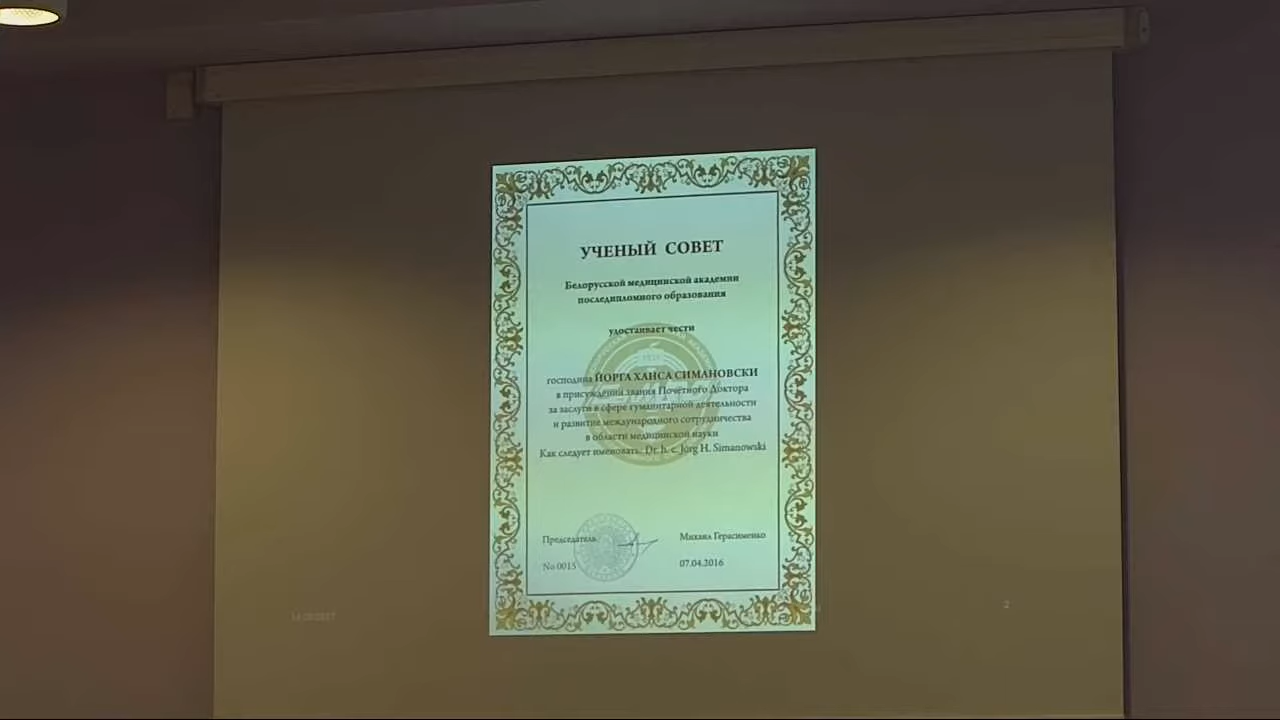 УЧЕНЫЙ СОВЕТ
Белорусской медицинской академии
последипломного образования
удостаивает чести
господина ЙОРГА ХАНСА СИМАНОВСКИ
в присуждении звания Почетного Доктора
за заслуги в сфере гуманитарной деятельности
и развитие международного сотрудничества
в области медицинской науки
Как следует именовать: Dr. h. c. Jorg H. Simanowski
Председатель
Михаил Герасименко
No 0015
07.04.2016
2